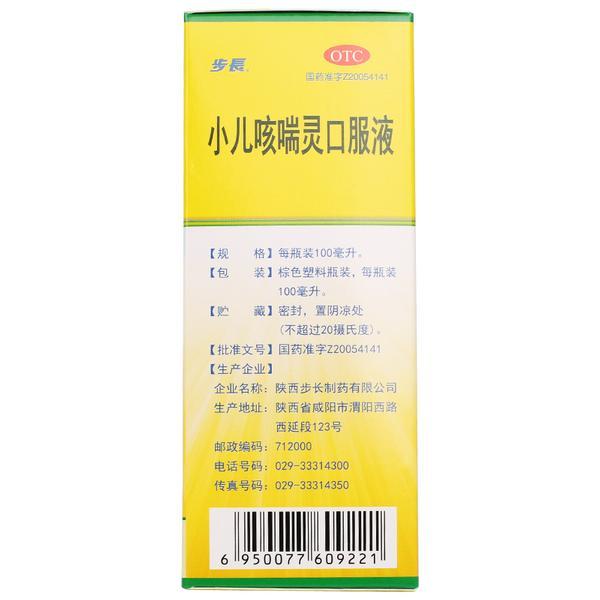 步長
OTC
国药准字Z20054141
小儿咳喘灵口服液
【规 格】每瓶装100毫升。
【包 装】棕色塑料瓶装，每瓶装
100毫升。
【贮 藏】密封，置阴凉处
(不超过20摄氏度)。
【批准文号】国药准字Z20054141
【生产企业】
企业名称：陕西步长制药有限公司
生产地址：陕西省咸阳市渭阳西路
西延段123号
邮政编码：712000
电话号码：029-33314300
传真号码：029-33314350
6 950077 609221